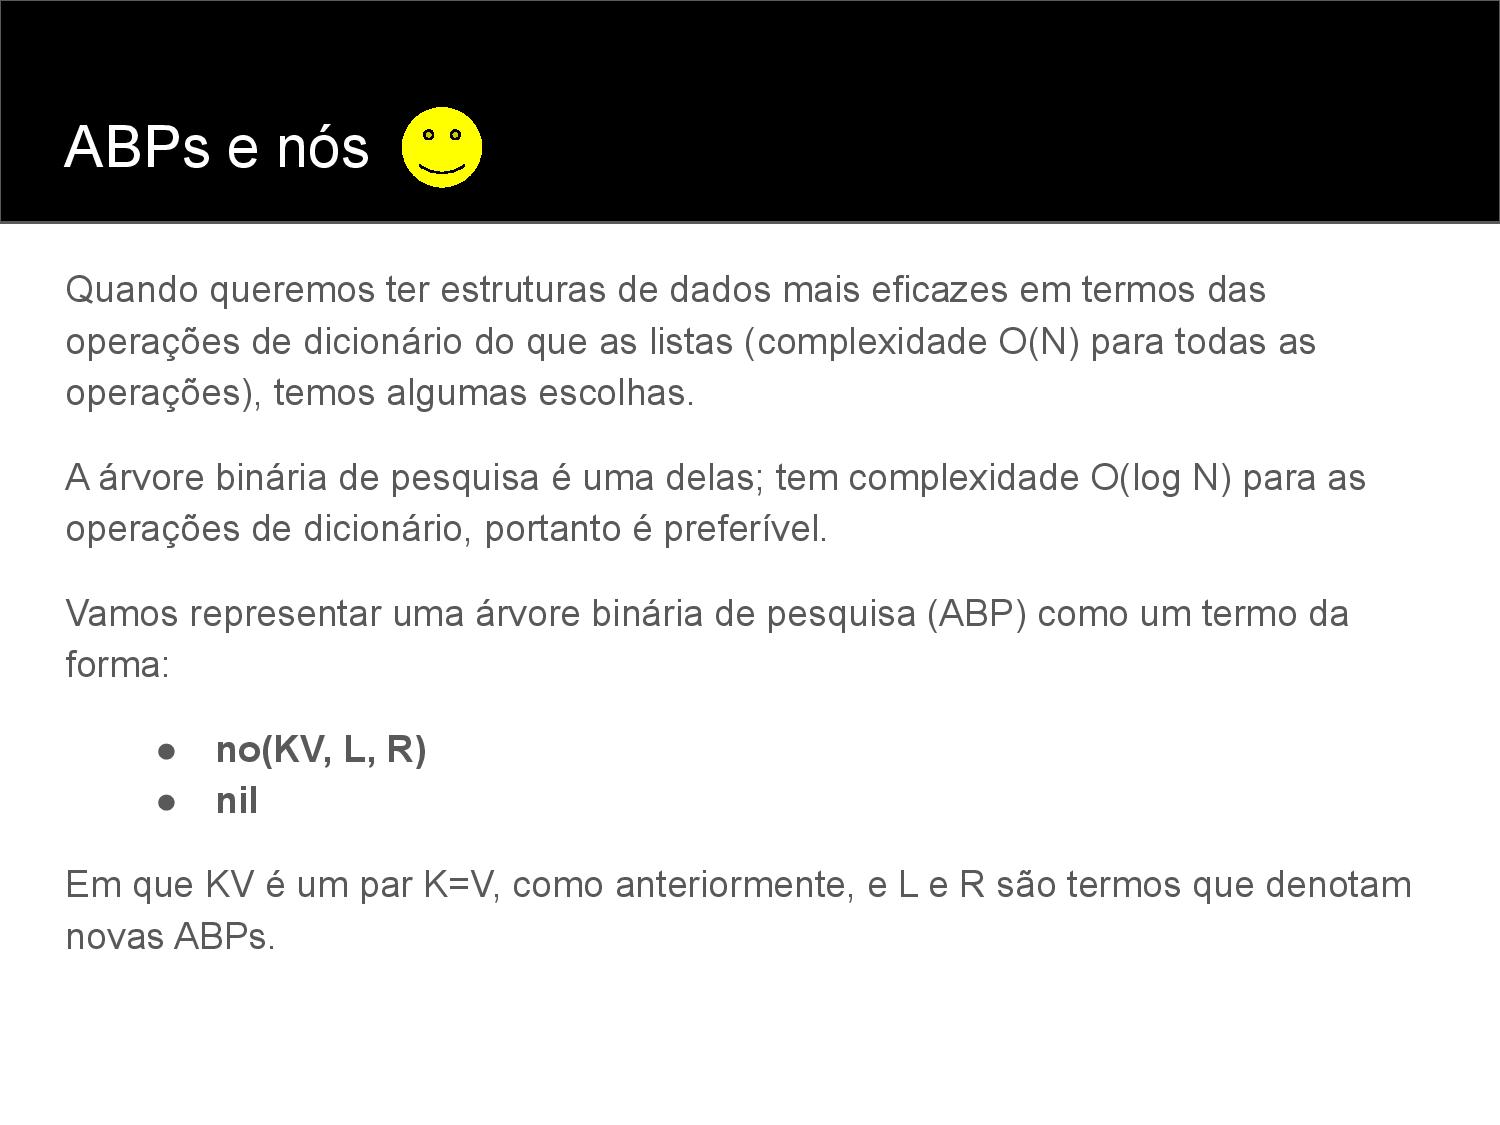 ABPs e nós
Quando queremos ter estruturas de dados mais eficazes em termos das
operações de dicionário do que as listas (complexidade O(N) para todas as
operações), temos algumas escolhas.
A árvore binária de pesquisa é uma delas; tem complexidade O(log N) para as
operações de dicionário, portanto é preferível.
Vamos representar uma árvore binária de pesquisa (ABP) como um termo da
forma:
● no(KV, L, R)
● nil
Em que KV é um par K=V, como anteriormente, e L e R são termos que denotam
novas ABPs.